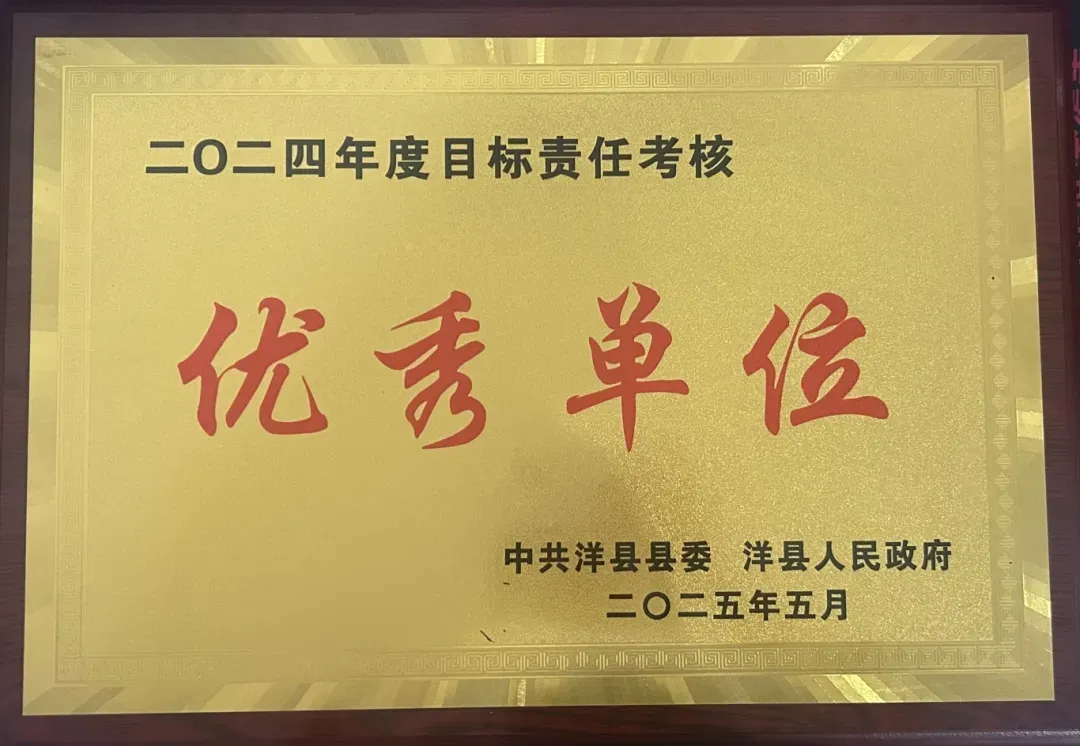 二〇二四年度目标责任考核
优秀单位
中共洋县县委 洋县人民政府
二〇二五年五月